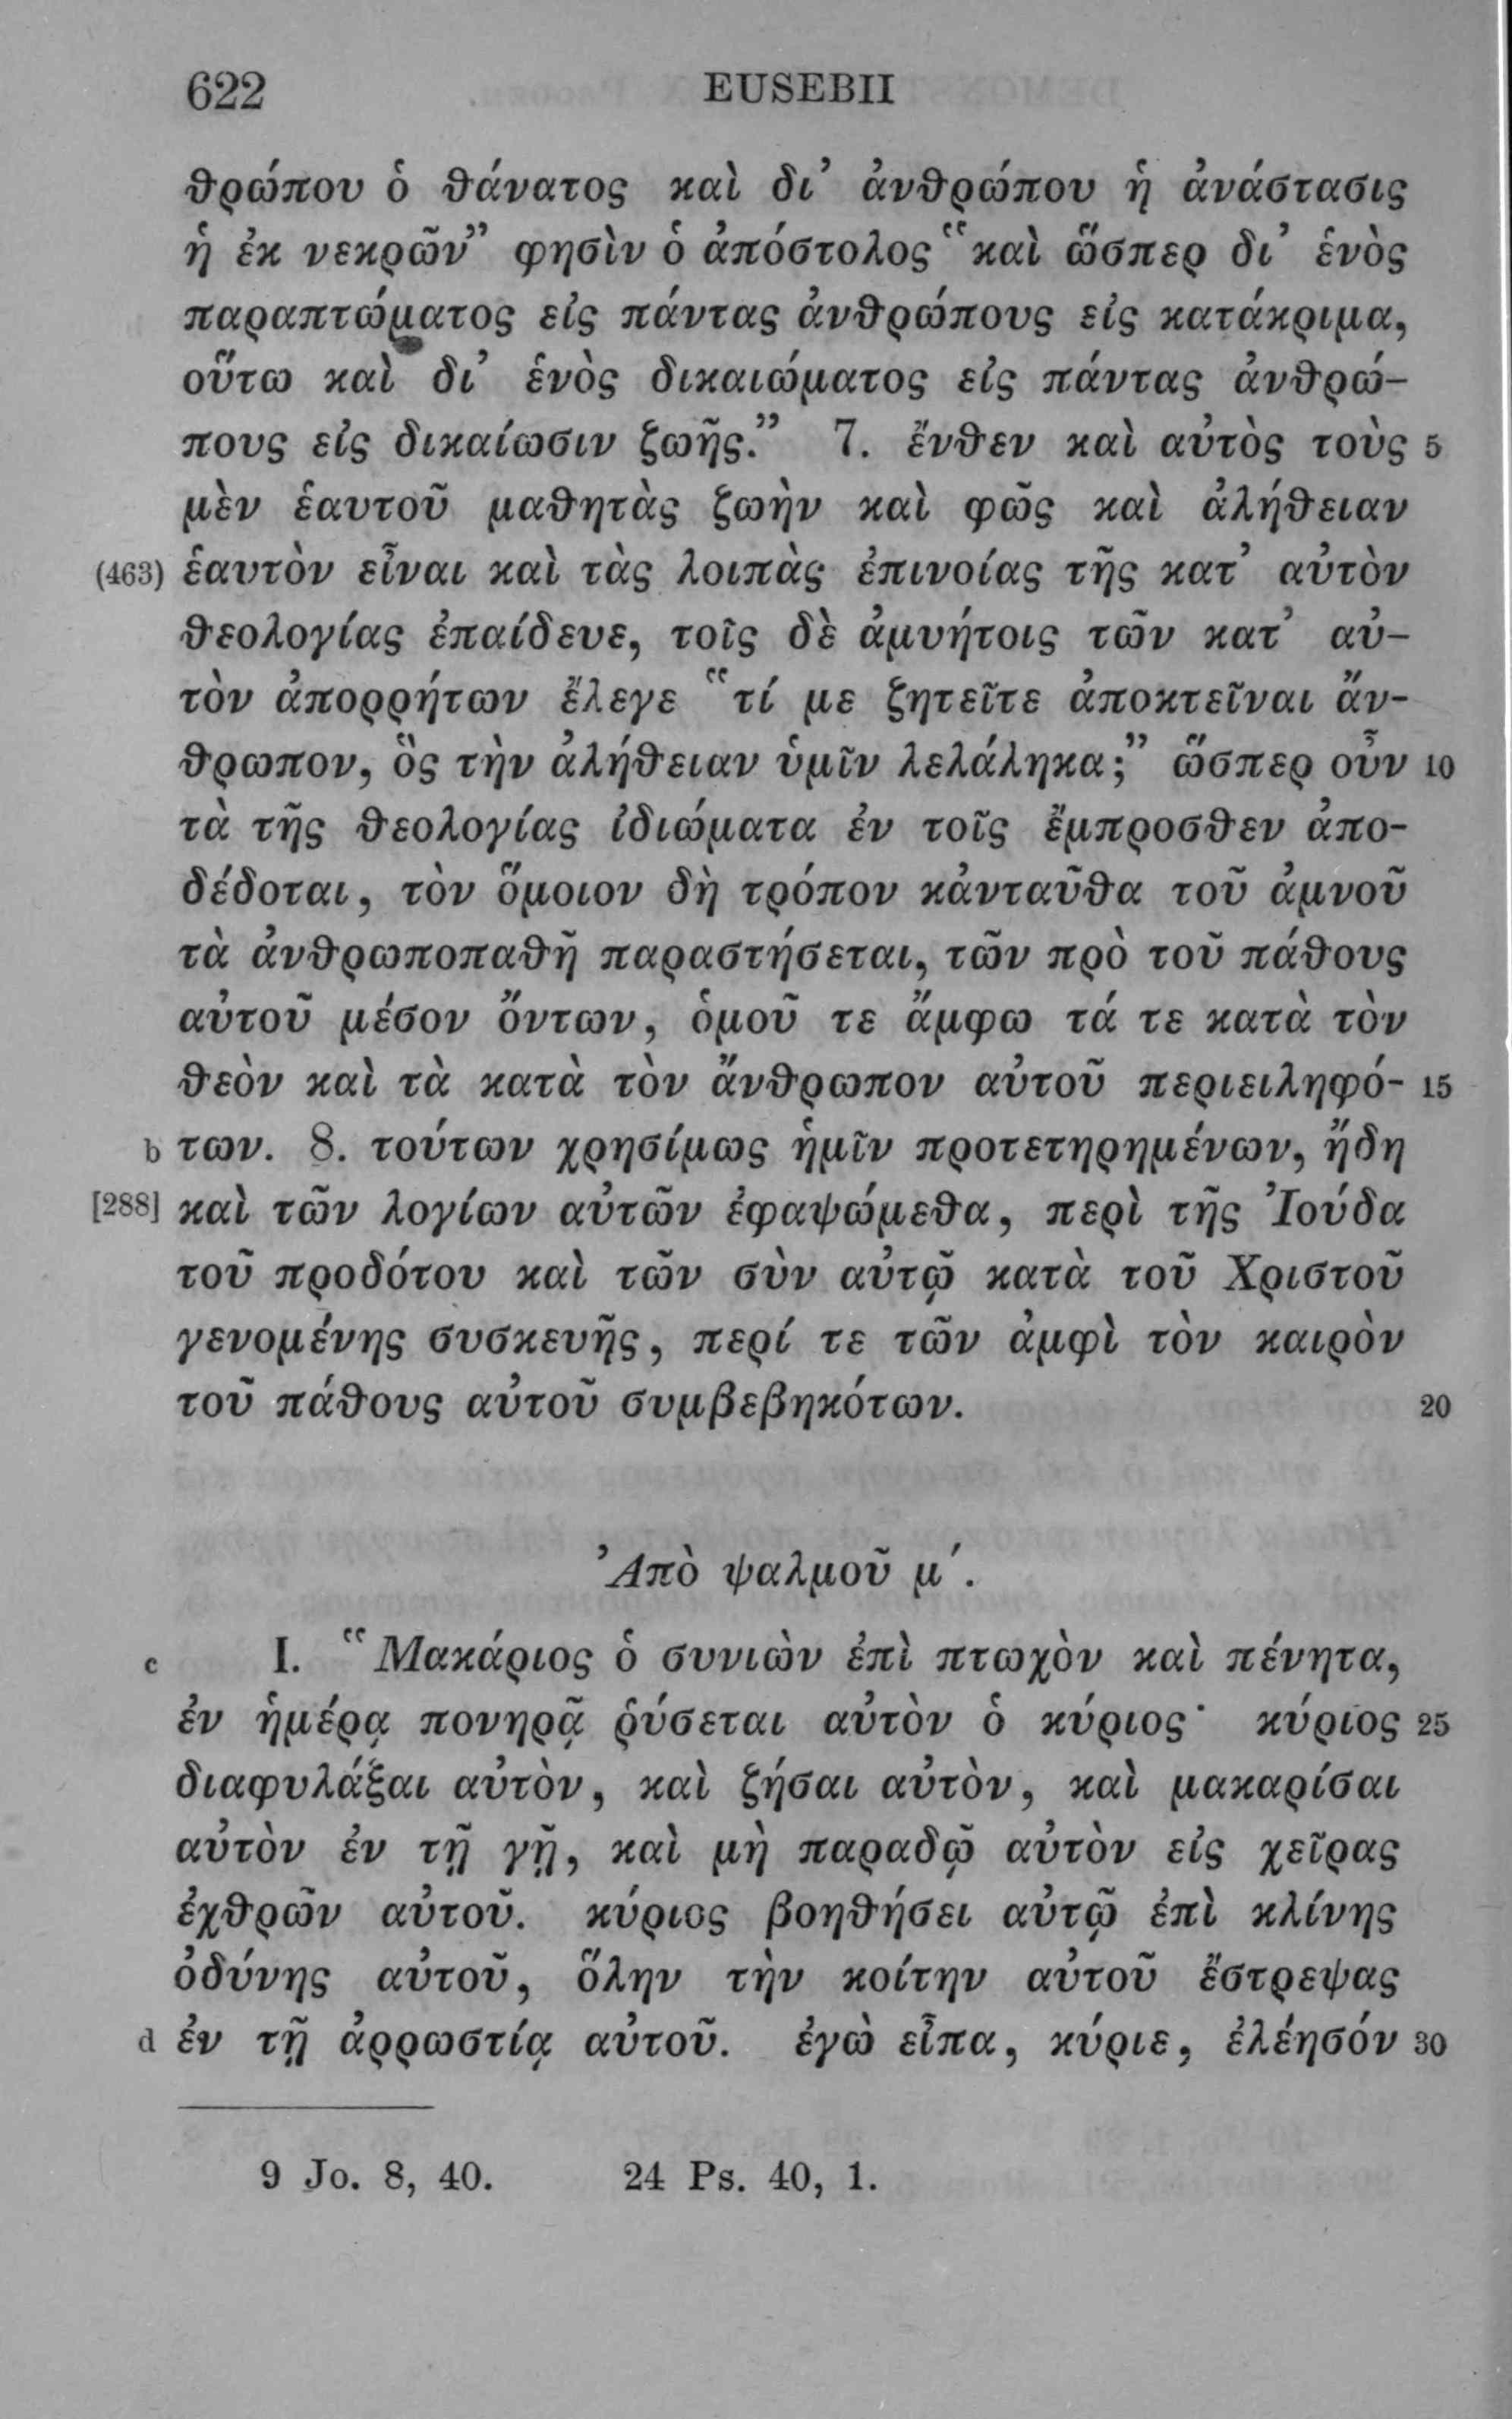 622 EUSEBII
θρώπου ὁ θάνατος καὶ δι’ ἀνθρώπου ἡ ἀνάστασις
ἡ ἐκ νεκρῶν” φησὶν ὁ ἀπόστολος “καὶ ὥσπερ δι’ ἑνὸς
παραπτώματος εἰς πάντας ἀνθρώπους εἰς κατάκριμα,
οὕτω καὶ δι’ ἑνὸς δικαιώματος εἰς πάντας ἀνθρώ-
πους εἰς δικαίωσιν ζωῆς.” 7. ἔνθεν καὶ αὐτὸς τοὺς 5
μὲν ἑαυτοῦ μαθητὰς ζωὴν καὶ φῶς καὶ ἀλήθειαν
(463) ἑαυτὸν εἶναι καὶ τὰς λοιπὰς ἐπινοίας τῆς κατ’ αὐτὸν
θεολογίας ἐπαίδευε, τοῖς δὲ ἀμυήτοις τῶν κατ’ αὐ-
τὸν ἀπορρήτων ἔλεγε “τί με ζητεῖτε ἀποκτεῖναι ἄν-
θρωπον, ὃς τὴν ἀλήθειαν ὑμῖν λελάληκα;” ὥσπερ οὖν 10
τὰ τῆς θεολογίας ἰδιώματα ἐν τοῖς ἔμπροσθεν ἀπο-
δέδοται, τὸν ὅμοιον δὴ τρόπον κἀνταῦθα τοῦ ἀμνοῦ
τὰ ἀνθρωποπαθῆ παραστήσεται, τῶν πρὸ τοῦ πάθους
αὐτοῦ μέσον ὄντων, ὁμοῦ τε ἄμφω τά τε κατὰ τὸν
θεὸν καὶ τὰ κατὰ τὸν ἄνθρωπον αὐτοῦ περιειληφό- 15
b των. 8. τούτων χρησίμως ἡμῖν προτετηρημένων, ἤδη
[288] καὶ τῶν λογίων αὐτῶν ἐφαψώμεθα, περὶ τῆς Ἰούδα
τοῦ προδότου καὶ τῶν σὺν αὐτῷ κατὰ τοῦ Χριστοῦ
γενομένης συσκευῆς, περί τε τῶν ἀμφὶ τὸν καιρὸν
τοῦ πάθους αὐτοῦ συμβεβηκότων. 20
Ἀπὸ ψαλμοῦ μ΄.
c I. “Μακάριος ὁ συνιὼν ἐπὶ πτωχὸν καὶ πένητα,
ἐν ἡμέρᾳ πονηρᾷ ῥύσεται αὐτὸν ὁ κύριος· κύριος 25
διαφυλάξαι αὐτὸν, καὶ ζήσαι αὐτὸν, καὶ μακαρίσαι
αὐτὸν ἐν τῇ γῇ, καὶ μὴ παραδῷ αὐτὸν εἰς χεῖρας
ἐχθρῶν αὐτοῦ. κύριος βοηθήσει αὐτῷ ἐπὶ κλίνης
ὀδύνης αὐτοῦ, ὅλην τὴν κοίτην αὐτοῦ ἔστρεψας
d ἐν τῇ ἀρρωστίᾳ αὐτοῦ. ἐγὼ εἶπα, κύριε, ἐλέησόν 30
9 Jo. 8, 40. 24 Ps. 40, 1.